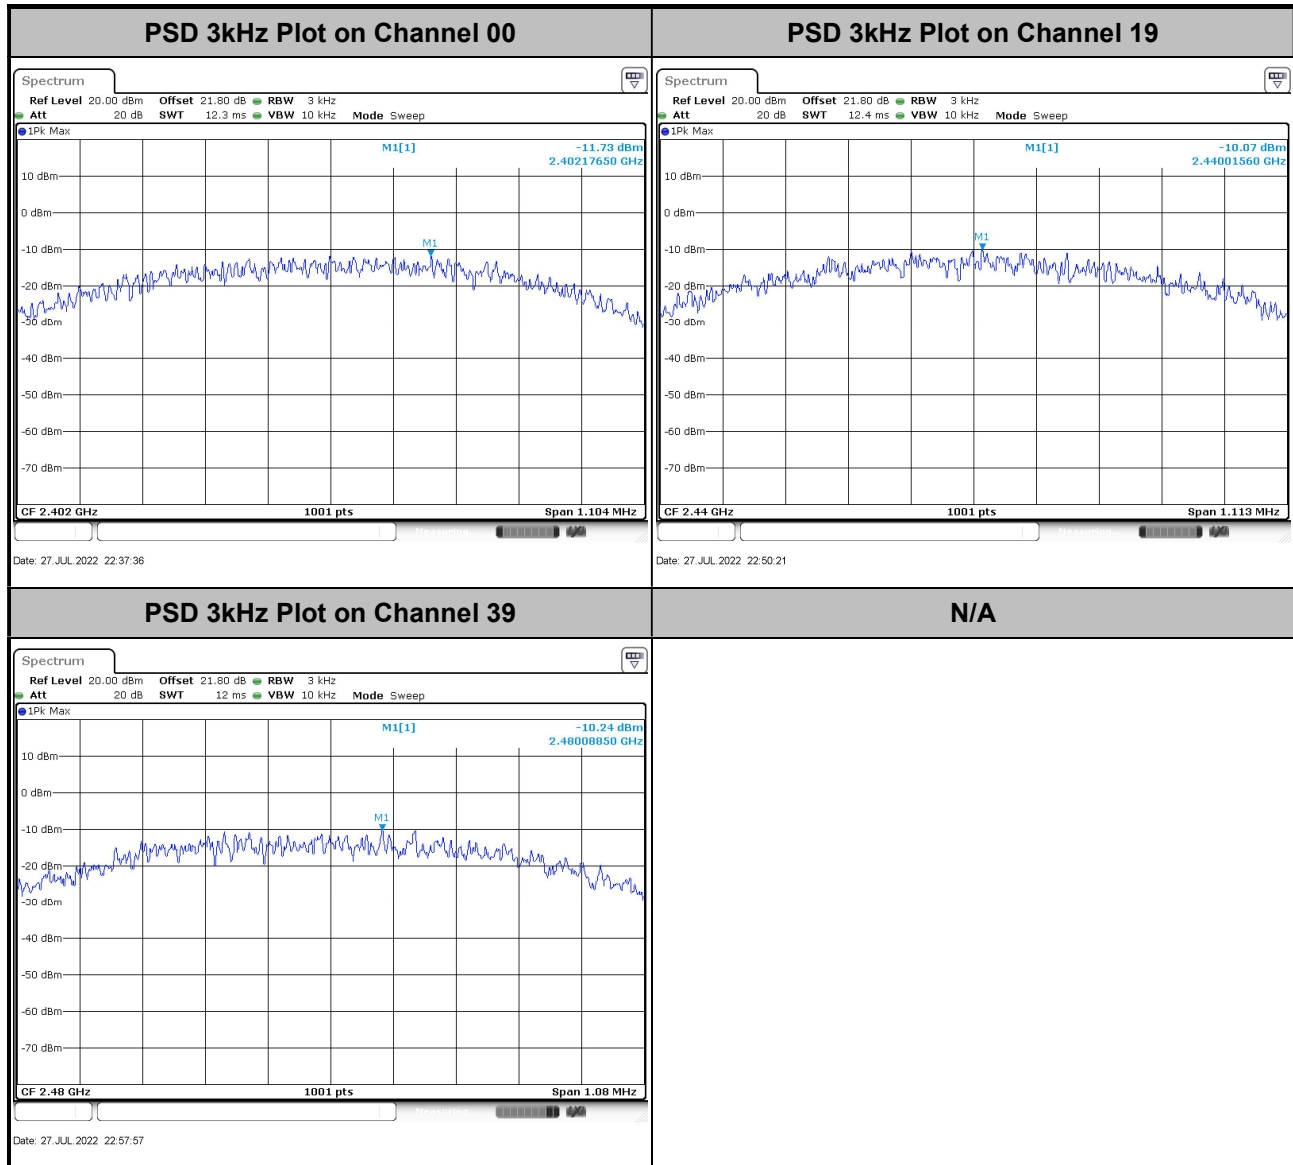 PSD 3kHz Plot on Channel 00
Spectrum
Ref Level 20.00 dBm Offset 21.80 dB RBW 3 kHz
Att 20 dB SWT 12.3 ms VBW 10 kHz Mode Sweep
1Pk Max
M1[1] -11.73 dBm
2.40217650 GHz
10 dBm
0 dBm
M1
-10 dBm
-20 dBm
-30 dBm
-40 dBm
-50 dBm
-60 dBm
-70 dBm
CF 2.402 GHz 1001 pts Span 1.104 MHz
Measuring
Date: 27.JUL.2022 22:37:36
PSD 3kHz Plot on Channel 19
Spectrum
Ref Level 20.00 dBm Offset 21.80 dB RBW 3 kHz
Att 20 dB SWT 12.4 ms VBW 10 kHz Mode Sweep
1Pk Max
M1[1] -10.07 dBm
2.44001560 GHz
10 dBm
0 dBm
M1
-10 dBm
-20 dBm
-30 dBm
-40 dBm
-50 dBm
-60 dBm
-70 dBm
CF 2.44 GHz 1001 pts Span 1.113 MHz
Measuring
Date: 27.JUL.2022 22:50:21
PSD 3kHz Plot on Channel 39
Spectrum
Ref Level 20.00 dBm Offset 21.80 dB RBW 3 kHz
Att 20 dB SWT 12 ms VBW 10 kHz Mode Sweep
1Pk Max
M1[1] -10.24 dBm
2.48008850 GHz
10 dBm
0 dBm
M1
-10 dBm
-20 dBm
-30 dBm
-40 dBm
-50 dBm
-60 dBm
-70 dBm
CF 2.48 GHz 1001 pts Span 1.08 MHz
Measuring
Date: 27.JUL.2022 22:57:57
N/A